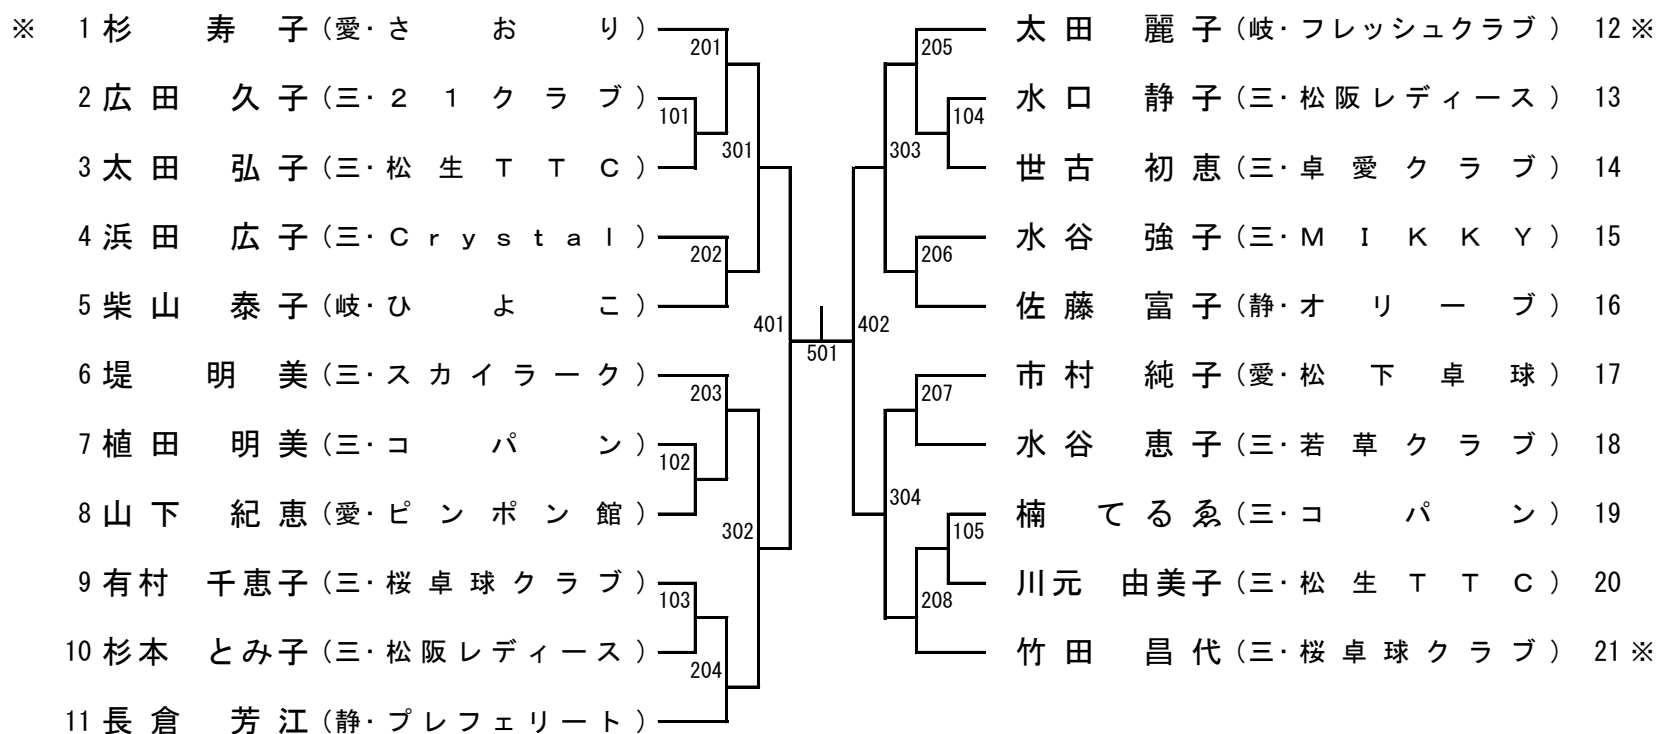 ※ 1 杉 寿 子 (愛・さ お り) 201 205 太 田 麗 子 (岐・フレッシュクラブ) 12 ※
2 広 田 久 子 (三・2 1 ク ラ ブ) 101 104 水 口 静 子 (三・松阪レディース) 13
301 303
3 太 田 弘 子 (三・松 生 T T C) 世 古 初 恵 (三・卓 愛 ク ラ ブ) 14
4 浜 田 広 子 (三・C r y s t a l) 202 206 水 谷 強 子 (三・M I K K Y) 15
5 柴 山 泰 子 (岐・ひ よ こ) 佐 藤 富 子 (静・オ リ ー ブ) 16
401 402
501
6 堤 明 美 (三・スカイラーク) 203 207 市 村 純 子 (愛・松 下 卓 球) 17
7 植 田 明 美 (三・コ パ ン) 102 水 谷 恵 子 (三・若 草 ク ラ ブ) 18
304
8 山 下 紀 恵 (愛・ピ ン ポ ン 館) 302 105 楠 てるゑ (三・コ パ ン) 19
9 有村 千恵子 (三・桜卓球クラブ) 103 208 川元 由美子 (三・松 生 T T C) 20
10 杉本 とみ子 (三・松阪レディース) 204 竹 田 昌 代 (三・桜卓球クラブ) 21 ※
11 長 倉 芳 江 (静・プレフェリート)